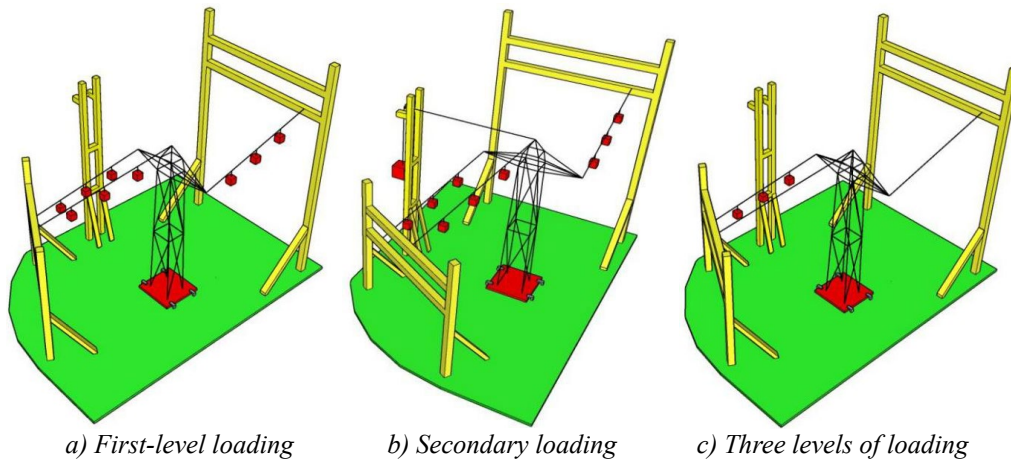 a) First-level loading
b) Secondary loading
c) Three levels of loading